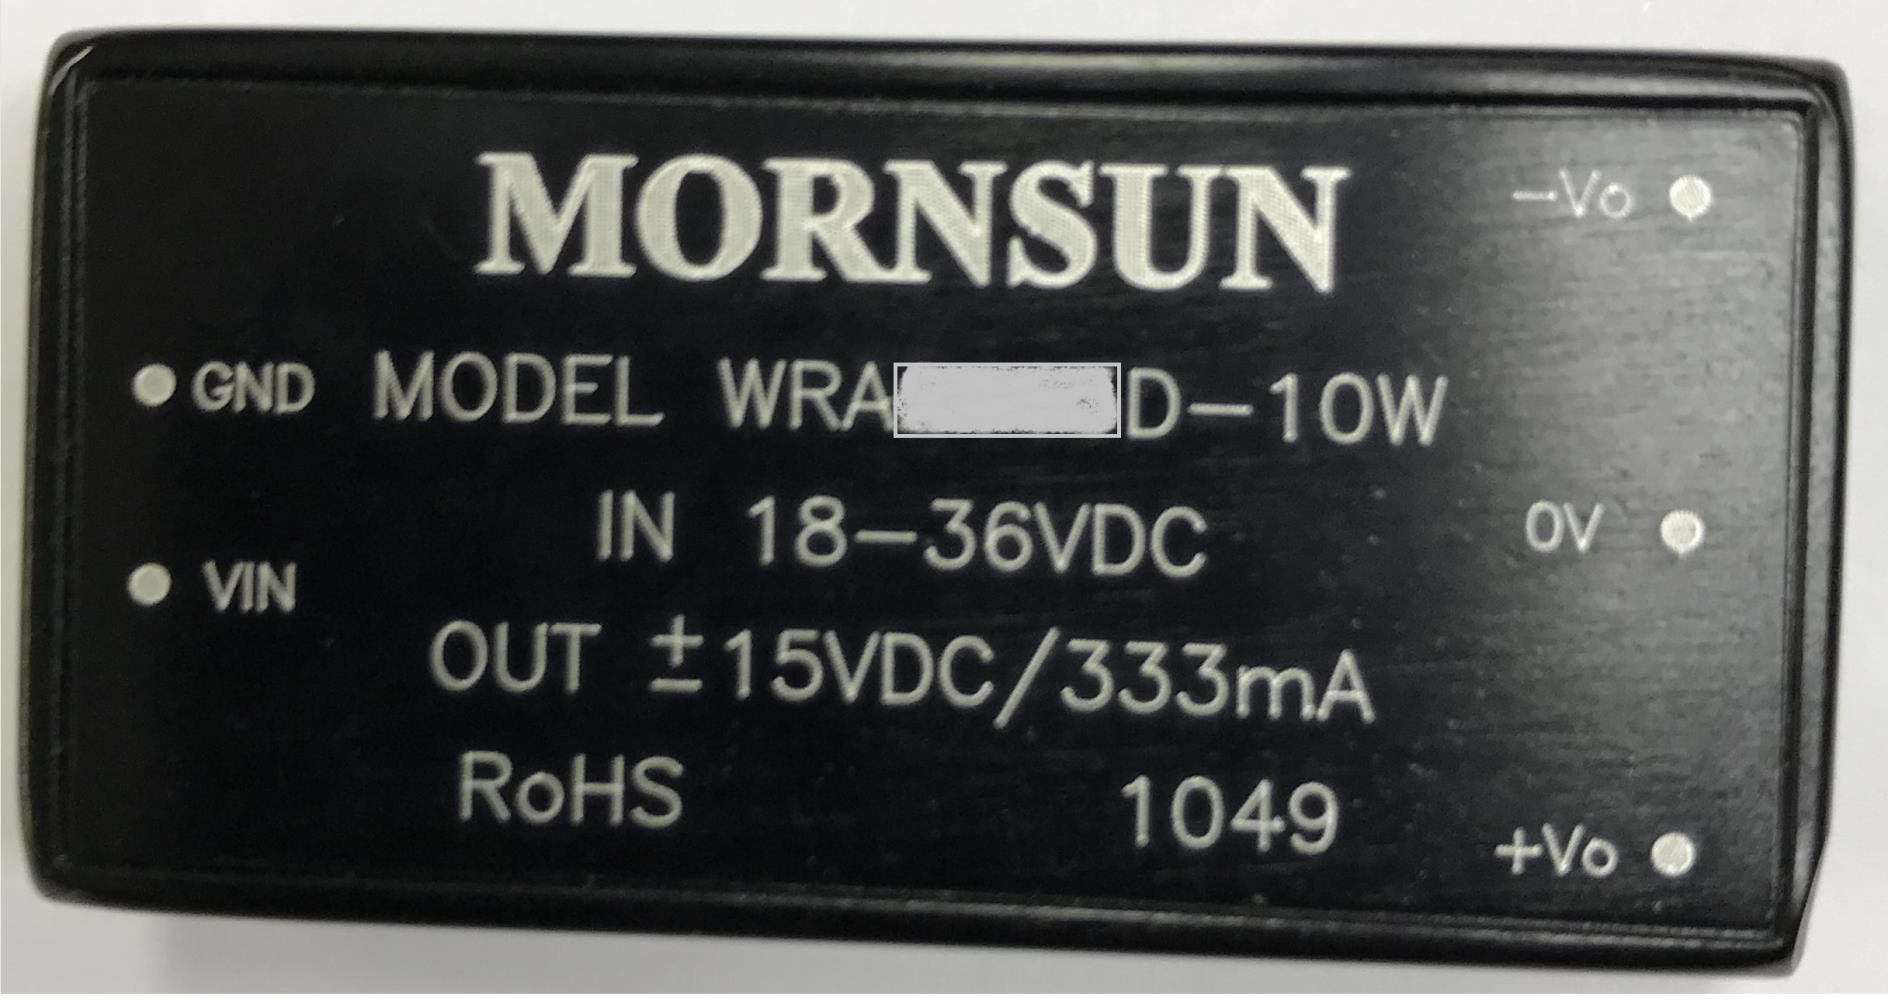 MORNSUN
-Vo
GND
MODEL WRA D-10W
IN 18-36VDC
0V
VIN
OUT ±15VDC/333mA
RoHS 1049
+Vo